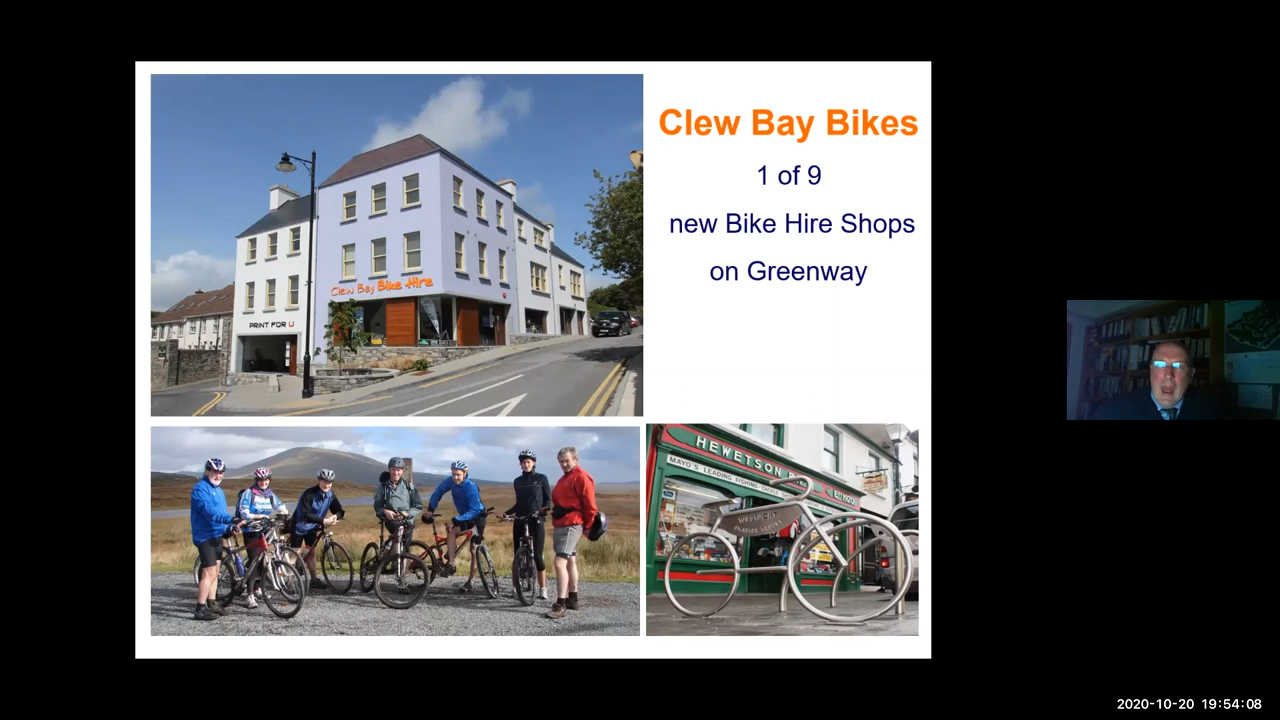 Clew Bay Bikes
1 of 9
new Bike Hire Shops
on Greenway
Clew Bay Bike Hire
PRINT FOR U
HEWETSON
MAYO'S LEADING FISHING TACKLE
WESTPORT
2020-10-20 19:54:08